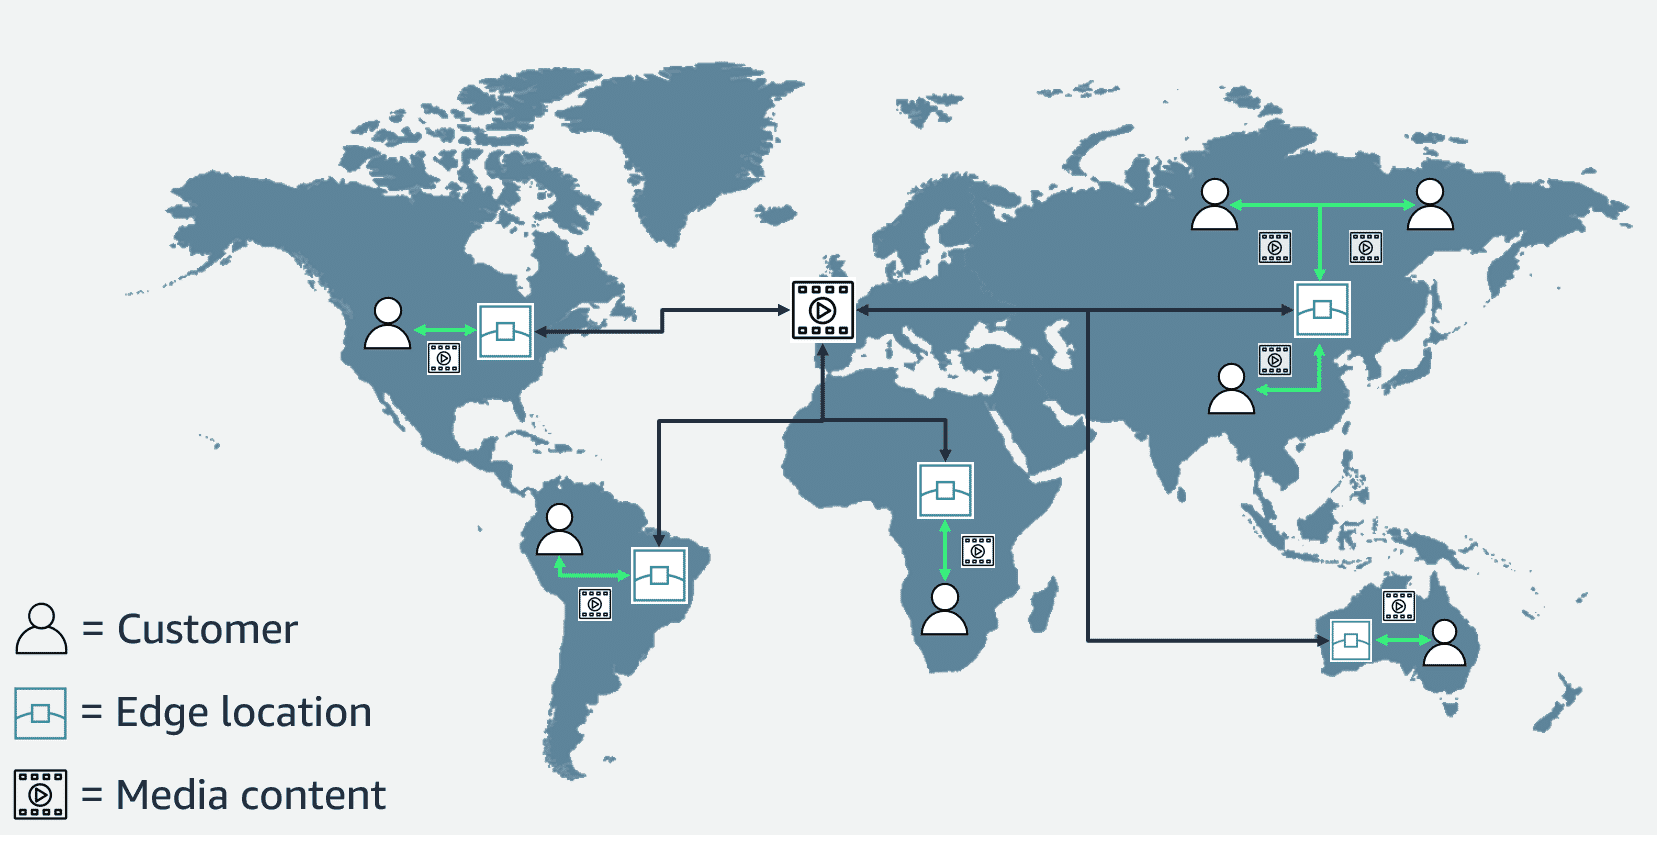 = Customer
= Edge location
= Media content